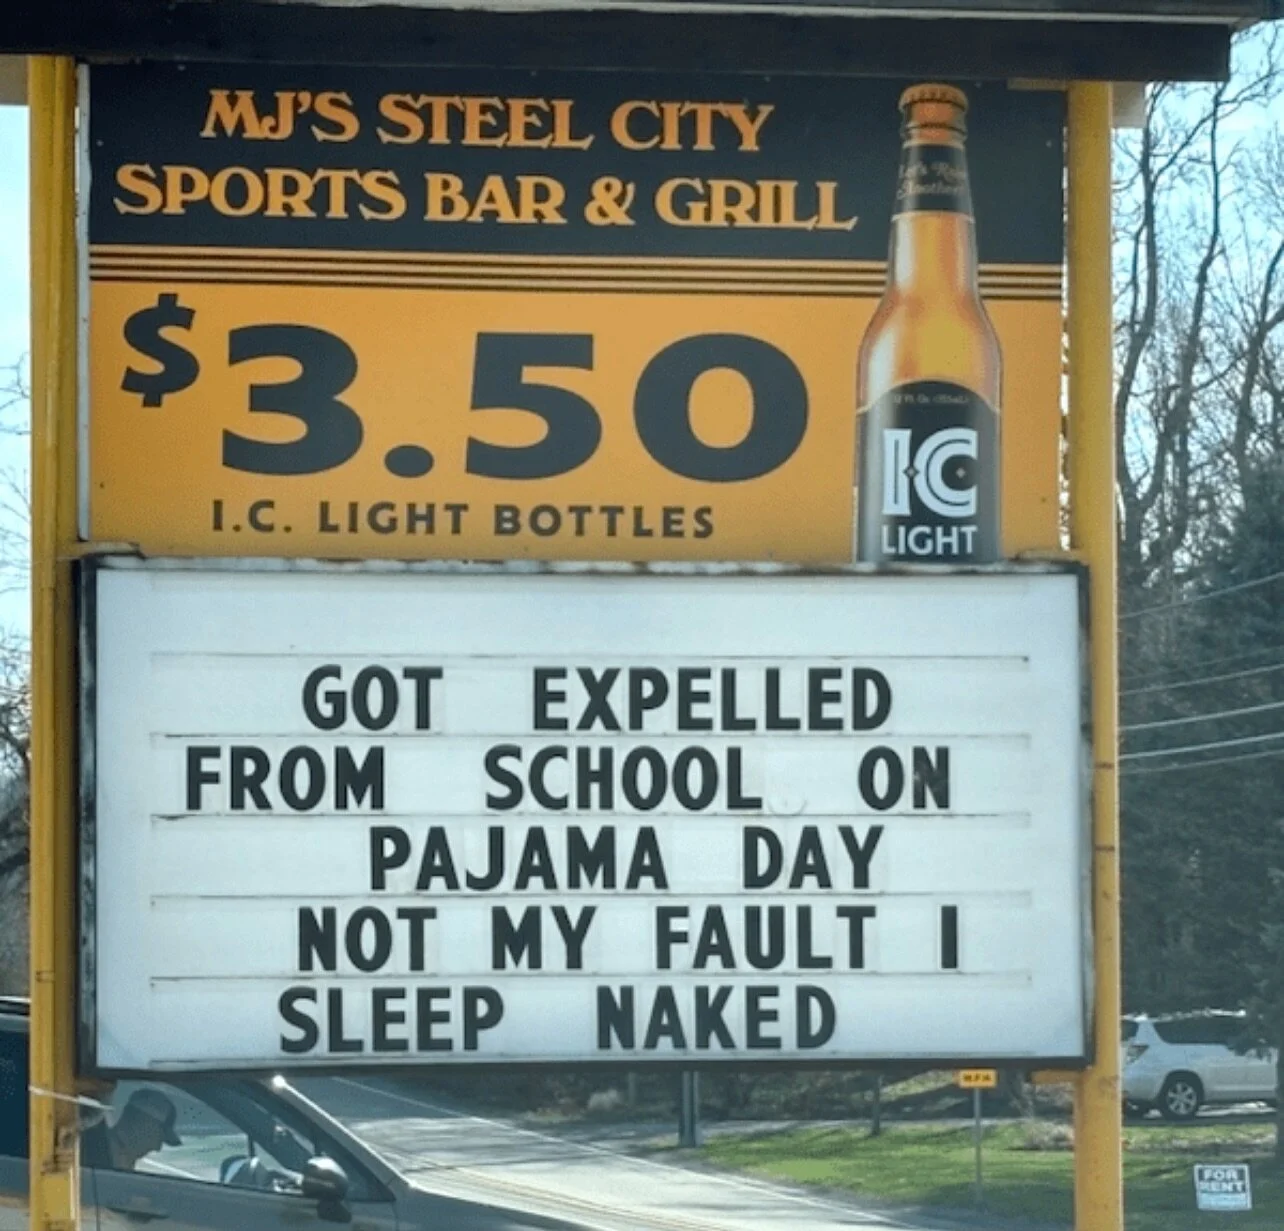 MJ'S STEEL CITY
SPORTS BAR & GRILL
$3.50
I.C. LIGHT BOTTLES
IC
LIGHT
GOT EXPELLED
FROM SCHOOL ON
PAJAMA DAY
NOT MY FAULT I
SLEEP NAKED
FOR
RENT